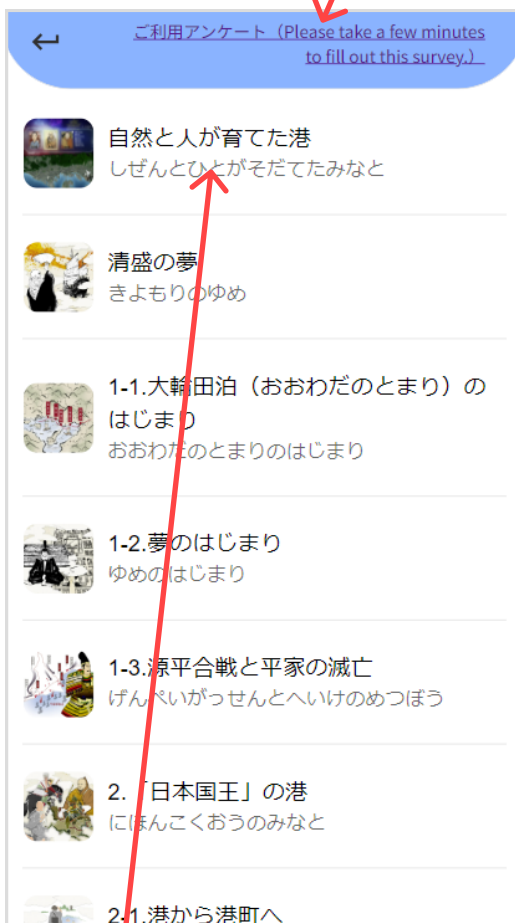 ご利用アンケート（Please take a few minutes
to fill out this survey.）
自然と人が育てた港
しぜんとひとがそだてたみなと
清盛の夢
きよもりのゆめ
1-1.大輪田泊（おおわだのとまり）の
はじまり
おおわだのとまりのはじまり
1-2.夢のはじまり
ゆめのはじまり
1-3.源平合戦と平家の滅亡
げんぺいがっせんとへいけのめつぼう
2.「日本国王」の港
にほんこくおうのみなと
2-1.港から港町へ